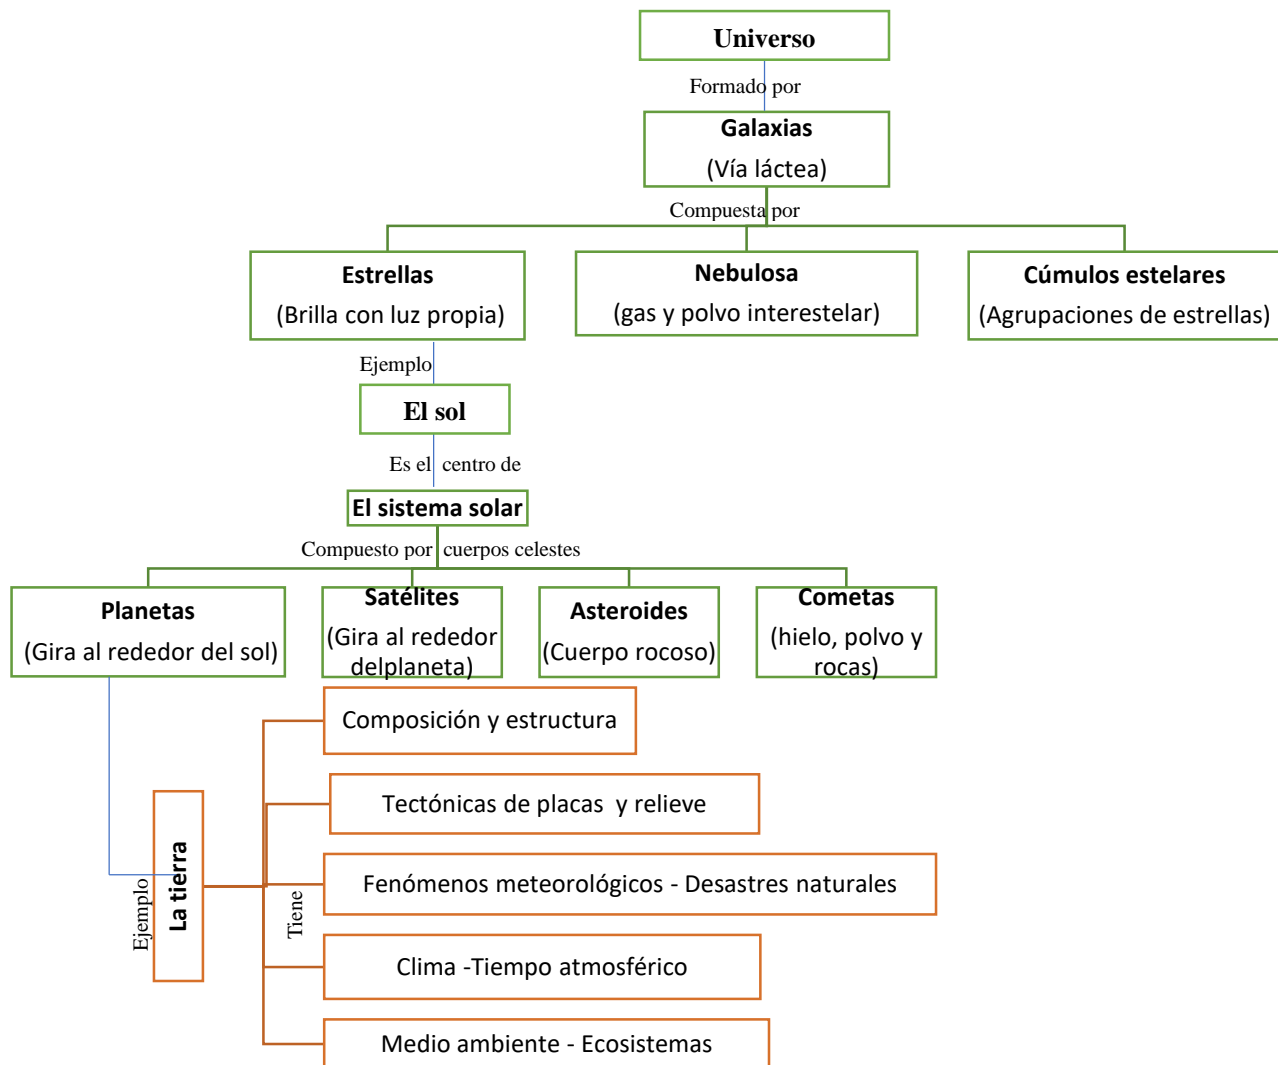 Universo
Formado por
Galaxias
(Vía láctea)
Compuesta por
Estrellas
(Brilla con luz propia)
Nebulosa
(gas y polvo interestelar)
Cúmulos estelares
(Agrupaciones de estrellas)
Ejemplo
El sol
Es el centro de
El sistema solar
Compuesto por cuerpos celestes
Planetas
(Gira al rededor del sol)
Satélites
(Gira al rededor
delplaneta)
Asteroides
(Cuerpo rocoso)
Cometas
(hielo, polvo y
rocas)
Ejemplo
La tierra
Tiene
Composición y estructura
Tectónicas de placas  y relieve
Fenómenos meteorológicos - Desastres naturales
Clima -Tiempo atmosférico
Medio ambiente - Ecosistemas